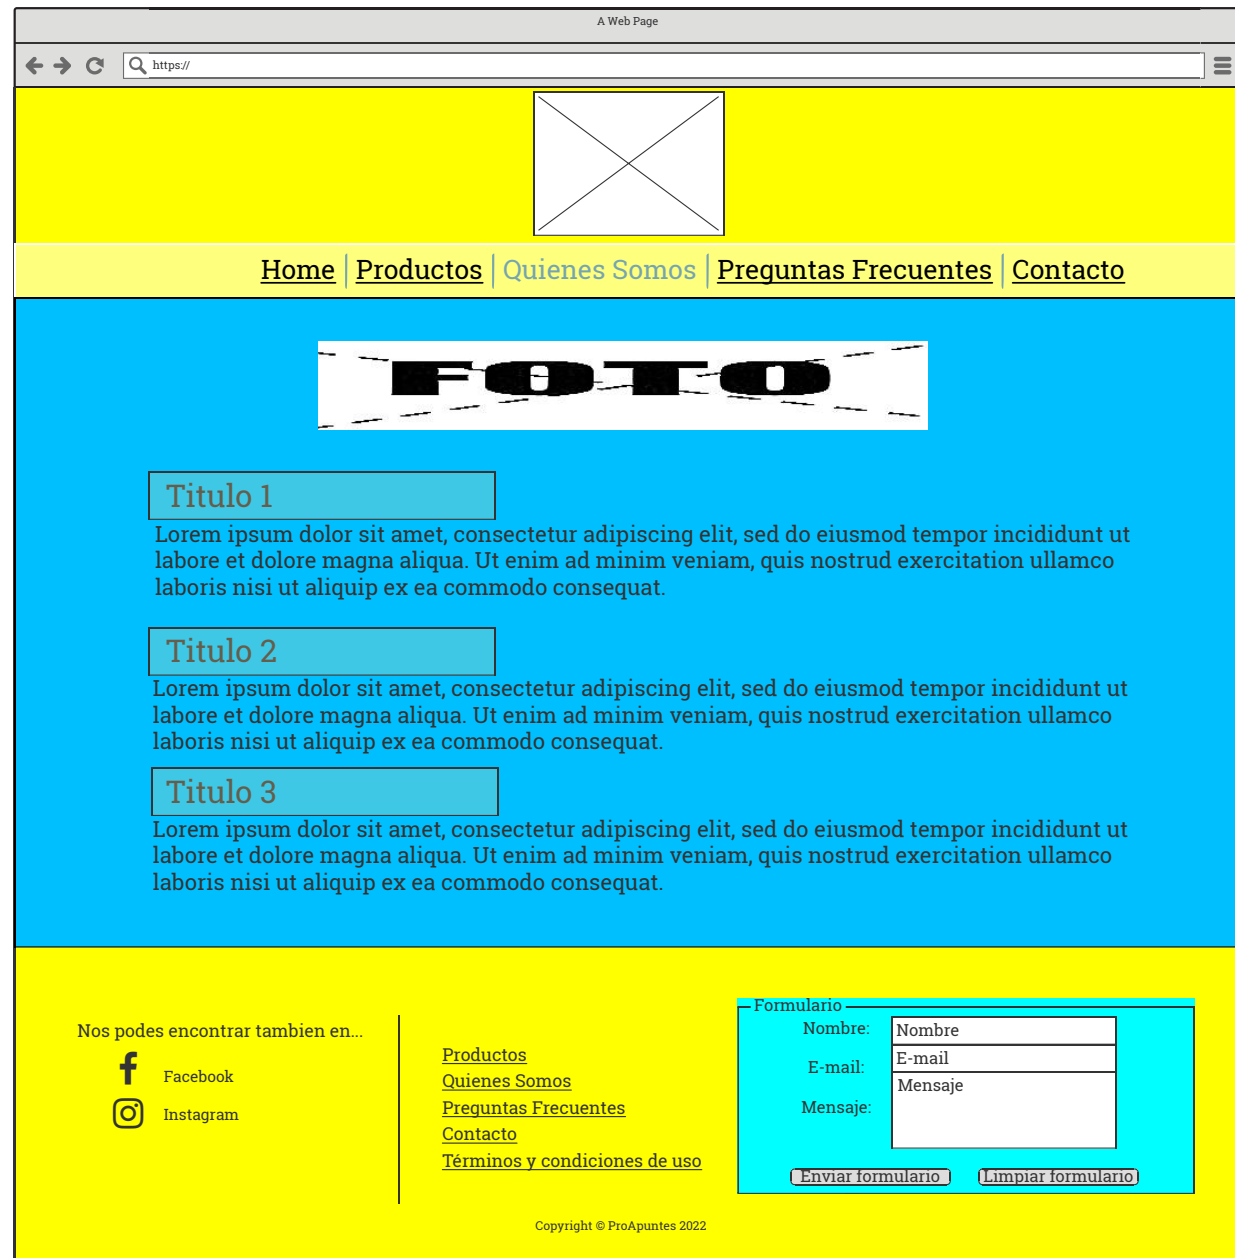 A Web Page
https://
Home Productos Quienes Somos Preguntas Frecuentes Contacto
FOTO
Titulo 1
Lorem ipsum dolor sit amet, consectetur adipiscing elit, sed do eiusmod tempor incididunt ut
labore et dolore magna aliqua. Ut enim ad minim veniam, quis nostrud exercitation ullamco
laboris nisi ut aliquip ex ea commodo consequat.
Titulo 2
Lorem ipsum dolor sit amet, consectetur adipiscing elit, sed do eiusmod tempor incididunt ut
labore et dolore magna aliqua. Ut enim ad minim veniam, quis nostrud exercitation ullamco
laboris nisi ut aliquip ex ea commodo consequat.
Titulo 3
Lorem ipsum dolor sit amet, consectetur adipiscing elit, sed do eiusmod tempor incididunt ut
labore et dolore magna aliqua. Ut enim ad minim veniam, quis nostrud exercitation ullamco
laboris nisi ut aliquip ex ea commodo consequat.
Nos podes encontrar tambien en...
Facebook
Instagram
Productos
Quienes Somos
Preguntas Frecuentes
Contacto
Términos y condiciones de uso
Formulario
Nombre: Nombre
E-mail: E-mail
Mensaje: Mensaje
Enviar formulario Limpiar formulario
Copyright © ProApuntes 2022